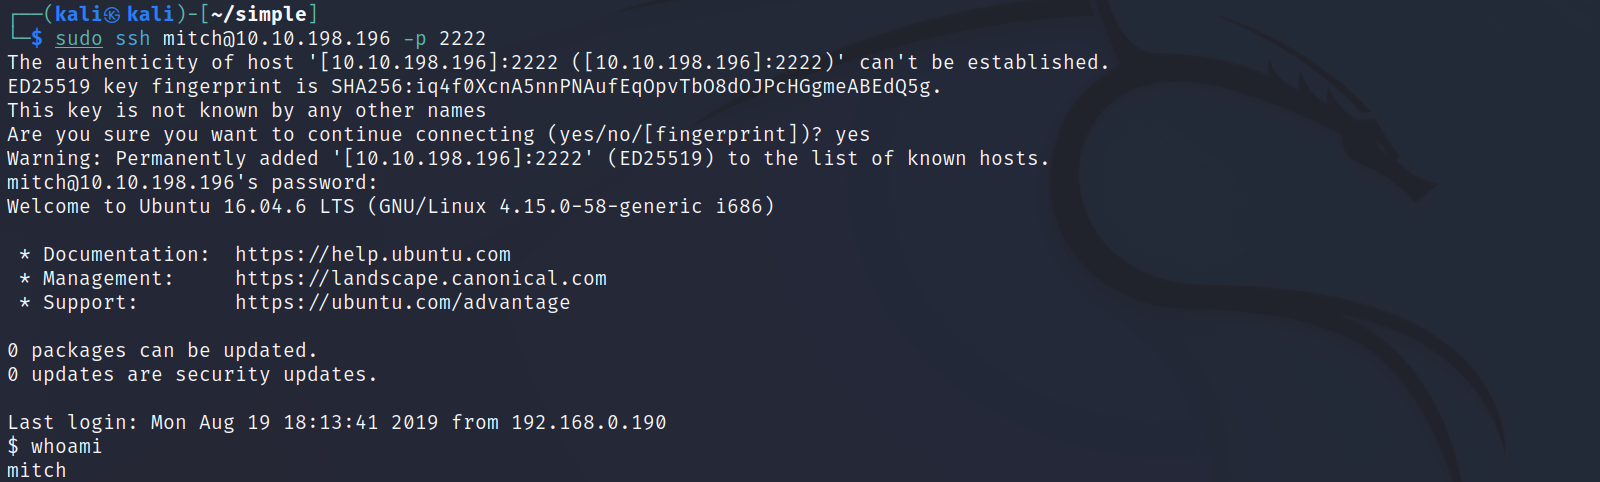 ┌──(kali㉿kali)-[~/simple]
└─$ sudo ssh mitch@10.10.198.196 -p 2222
The authenticity of host '[10.10.198.196]:2222 ([10.10.198.196]:2222)' can't be established.
ED25519 key fingerprint is SHA256:iq4f0XcnA5nnPNAufEqOpvTbO8dOJPcHGgmeABEdQ5g.
This key is not known by any other names
Are you sure you want to continue connecting (yes/no/[fingerprint])? yes
Warning: Permanently added '[10.10.198.196]:2222' (ED25519) to the list of known hosts.
mitch@10.10.198.196's password:
Welcome to Ubuntu 16.04.6 LTS (GNU/Linux 4.15.0-58-generic i686)
* Documentation: https://help.ubuntu.com
* Management: https://landscape.canonical.com
* Support: https://ubuntu.com/advantage
0 packages can be updated.
0 updates are security updates.
Last login: Mon Aug 19 18:13:41 2019 from 192.168.0.190
$ whoami
mitch